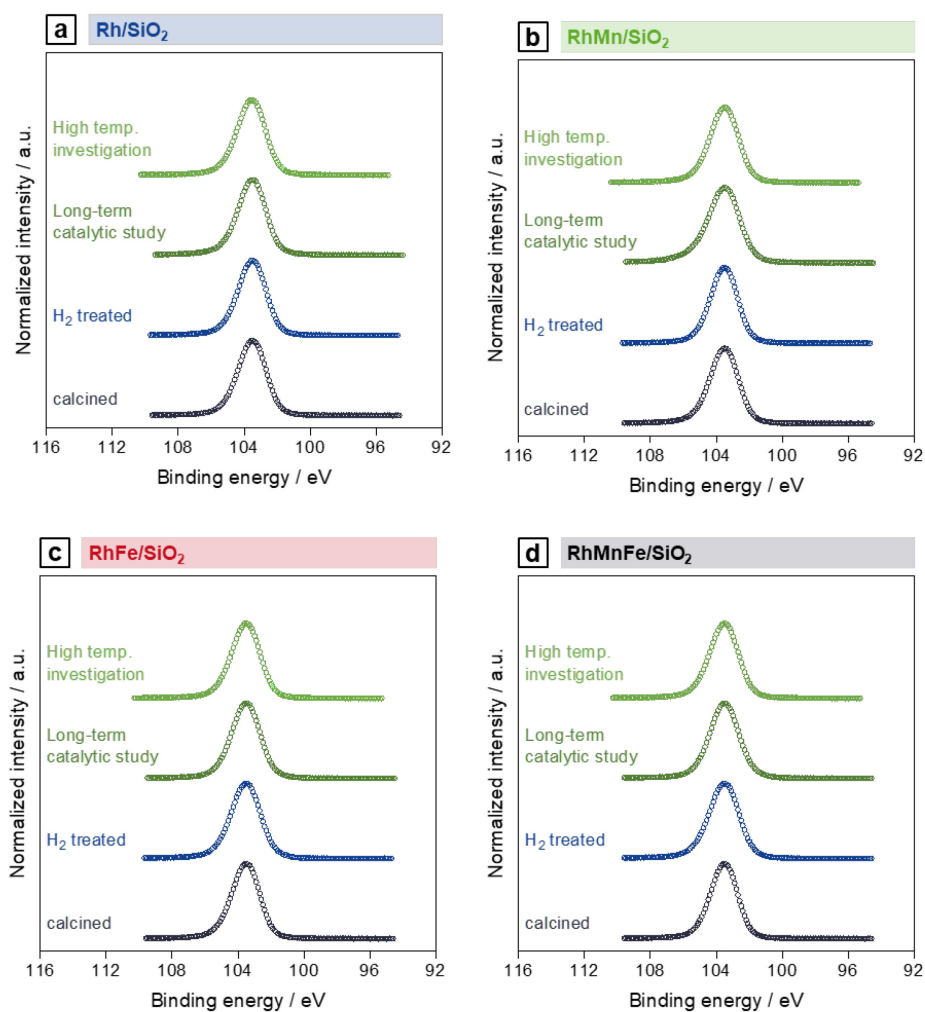 a Rh/SiO₂
Normalized intensity / a.u.
High temp.
investigation
Long-term
catalytic study
H₂ treated
calcined
116 108 104 100 96 92
Binding energy / eV
b RhMn/SiO₂
Normalized intensity / a.u.
High temp.
investigation
Long-term
catalytic study
H₂ treated
calcined
116 112 108 104 100 96 92
Binding energy / eV
c RhFe/SiO₂
Normalized intensity / a.u.
High temp.
investigation
Long-term
catalytic study
H₂ treated
calcined
116 112 108 104 100 96 92
Binding energy / eV
d RhMnFe/SiO₂
Normalized intensity / a.u.
High temp.
investigation
Long-term
catalytic study
H₂ treated
calcined
116 112 108 104 100 96 92
Binding energy / eV